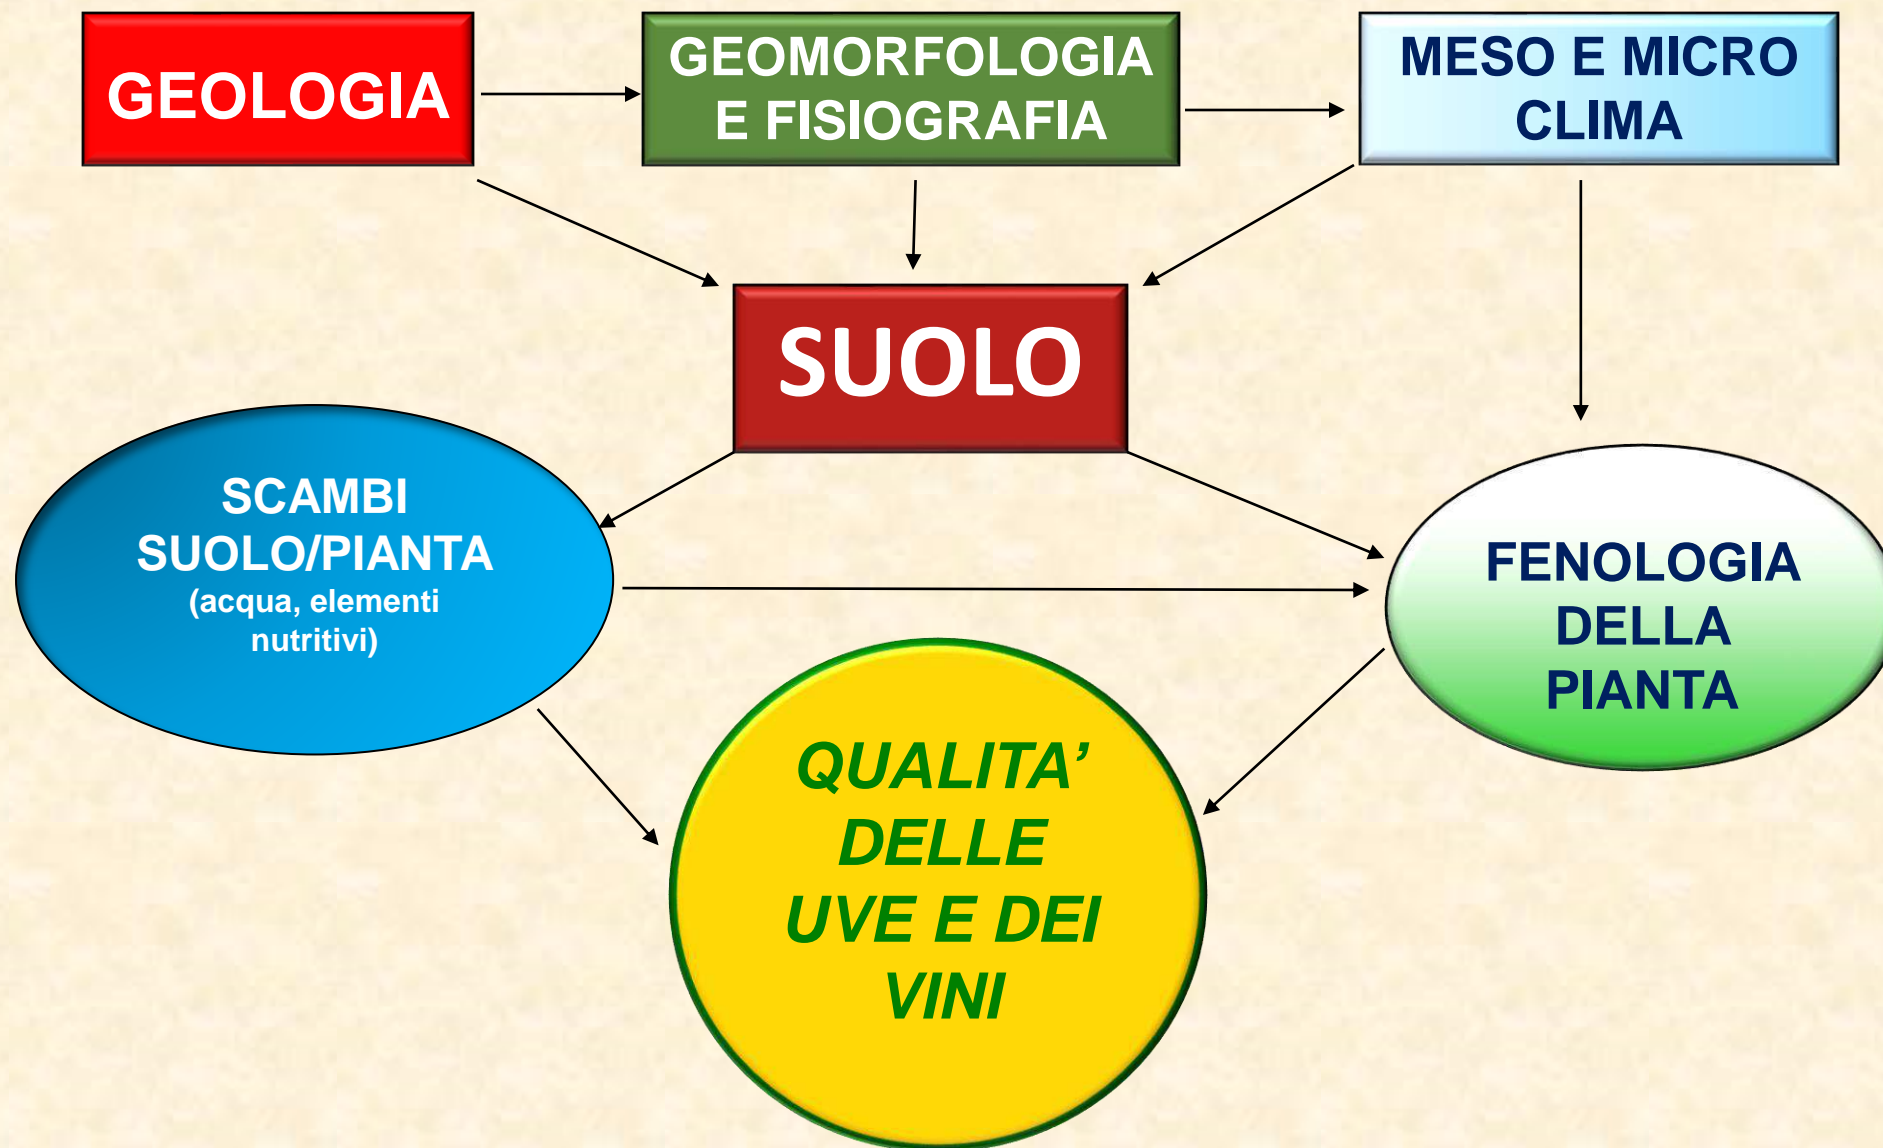 GEOLOGIA
GEOMORFOLOGIA
E FISIOGRAFIA
MESO E MICRO
CLIMA
SUOLO
SCAMBI
SUOLO/PIANTA
(acqua, elementi
nutritivi)
FENOLOGIA
DELLA
PIANTA
QUALITA’
DELLE
UVE E DEI
VINI